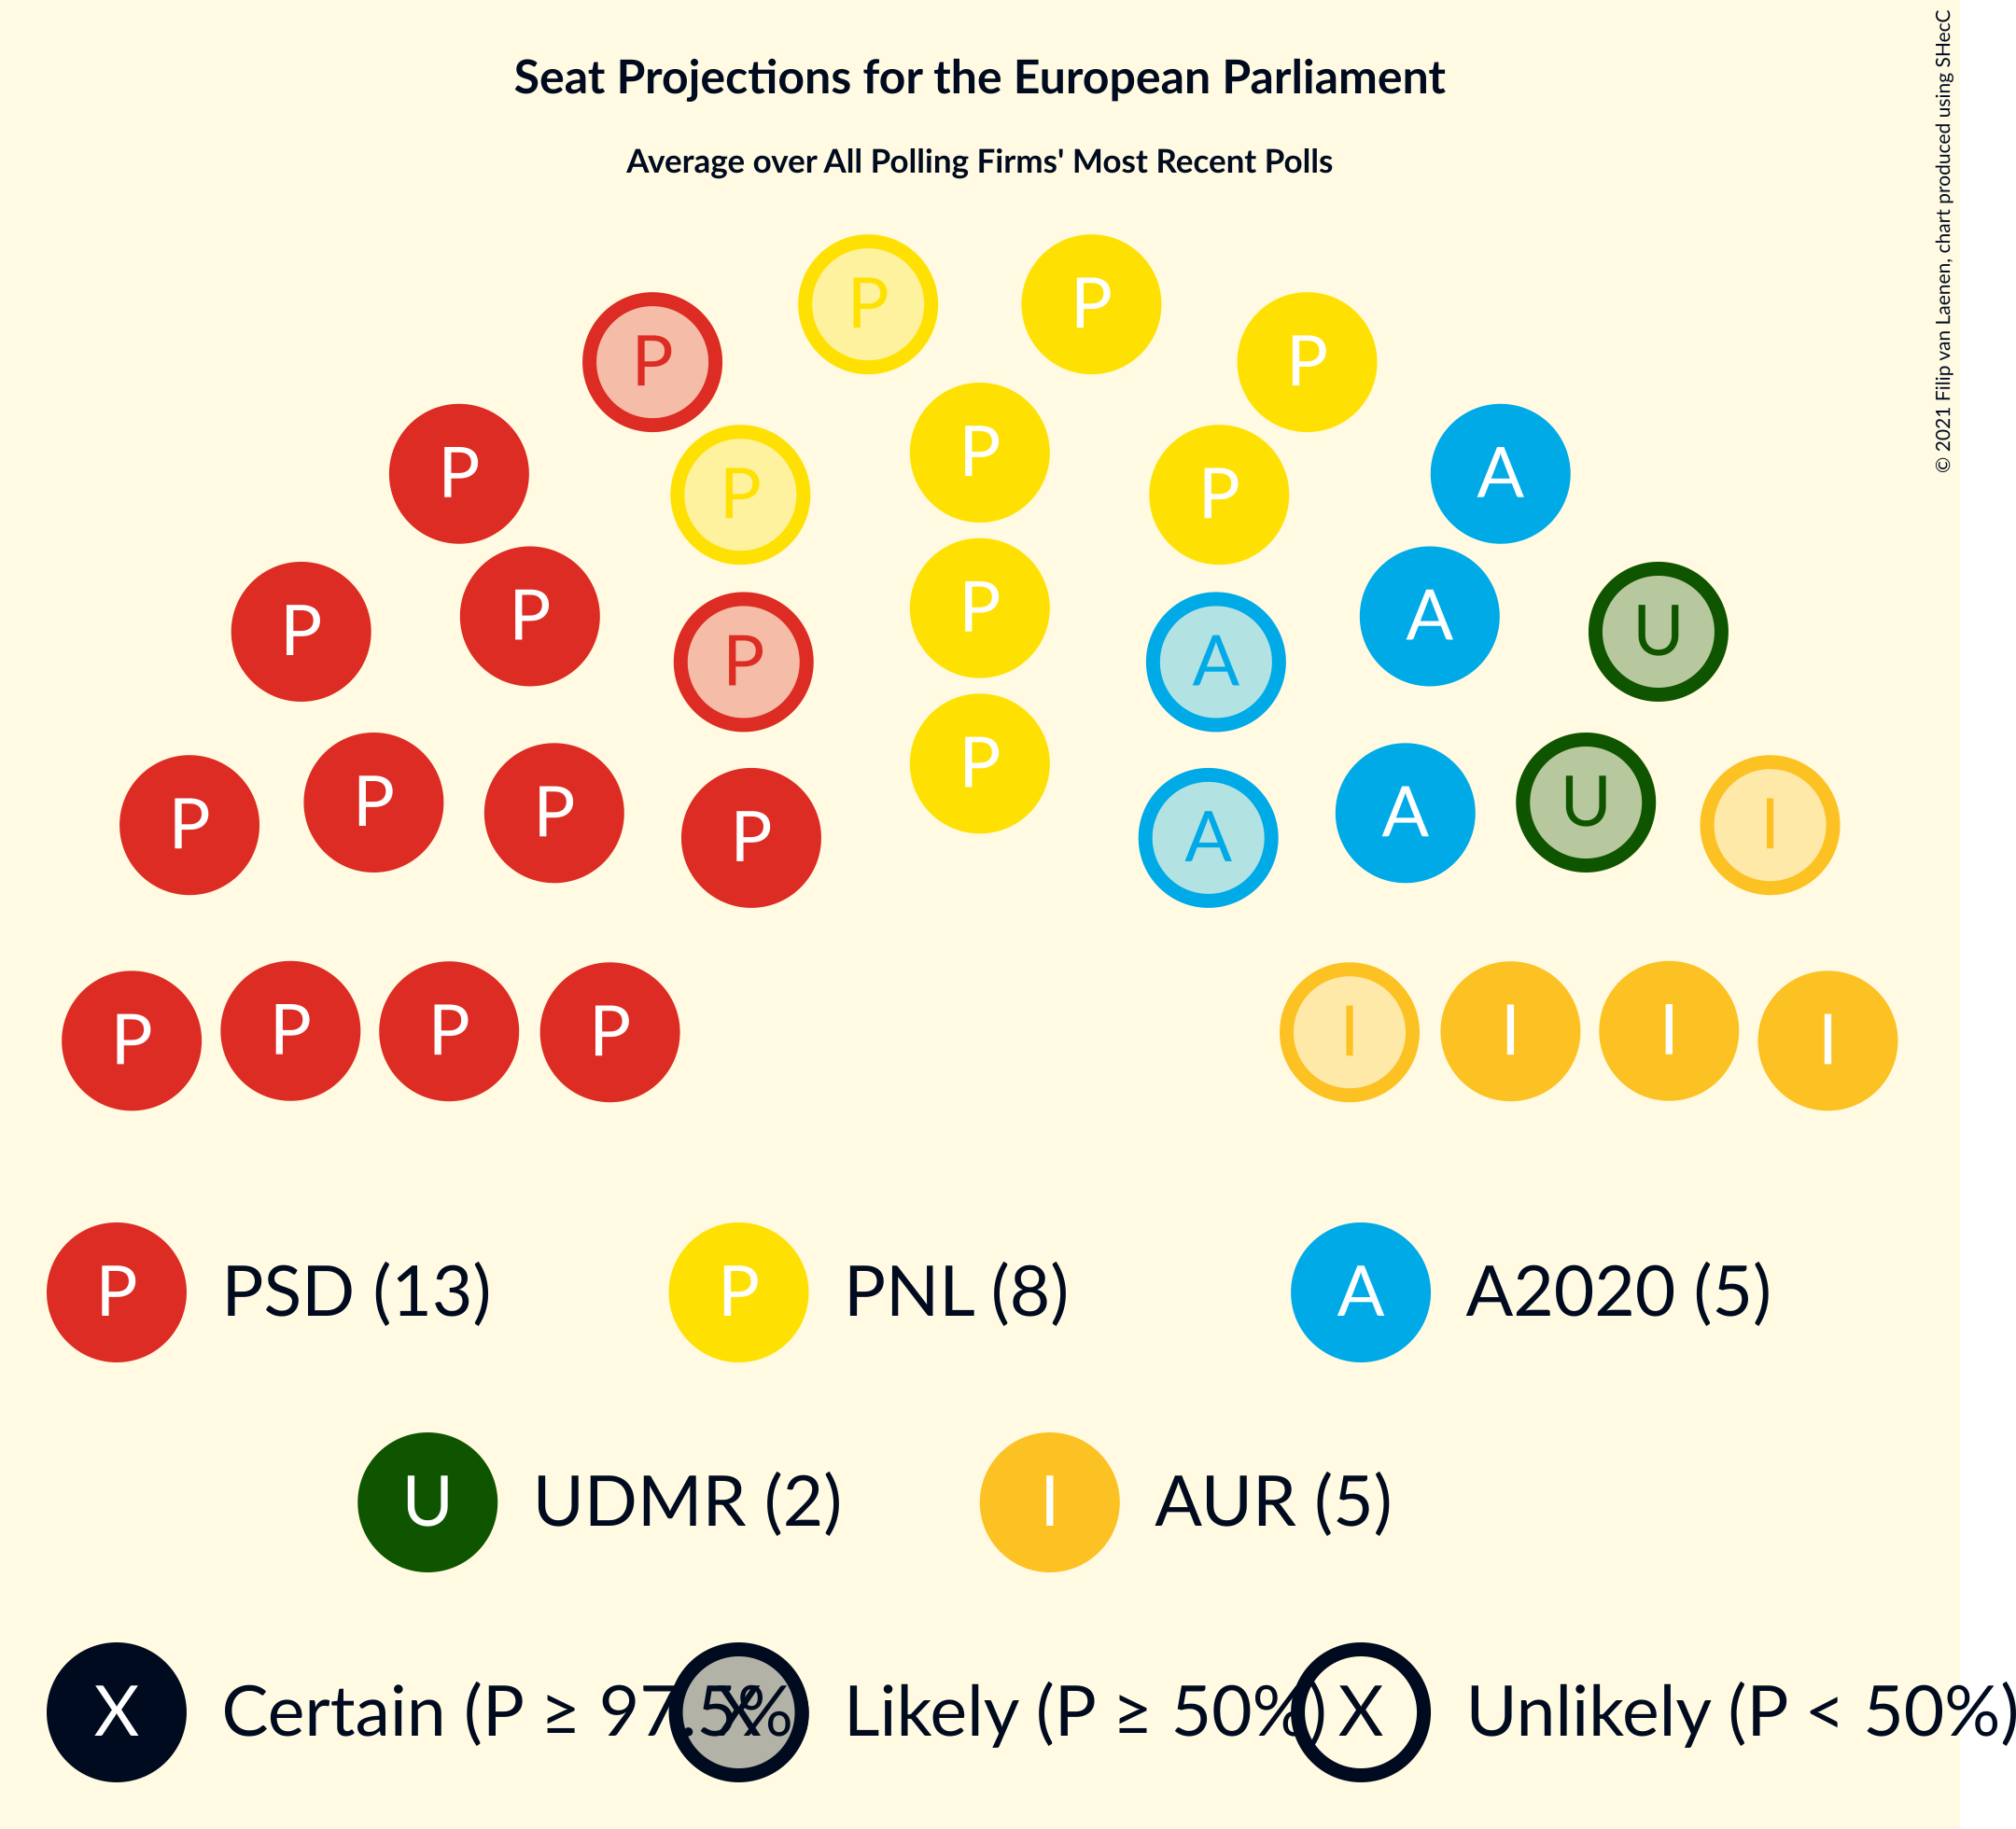 Seat Projections for the European Parliament
Average over All Polling Firms' Most Recent Polls
© 2021 Filip van Laenen, chart produced using SHecC
P P
P P
P A
P P P
P P
P U
P P P A
P A
P U
P P A
P P A
P I
P P P P I I I I
P PSD (13) P PNL (8) A A2020 (5)
U UDMR (2) I AUR (5)
X Certain (P ≥ 97.5% X Likely (P ≥ 50%) X Unlikely (P < 50%)